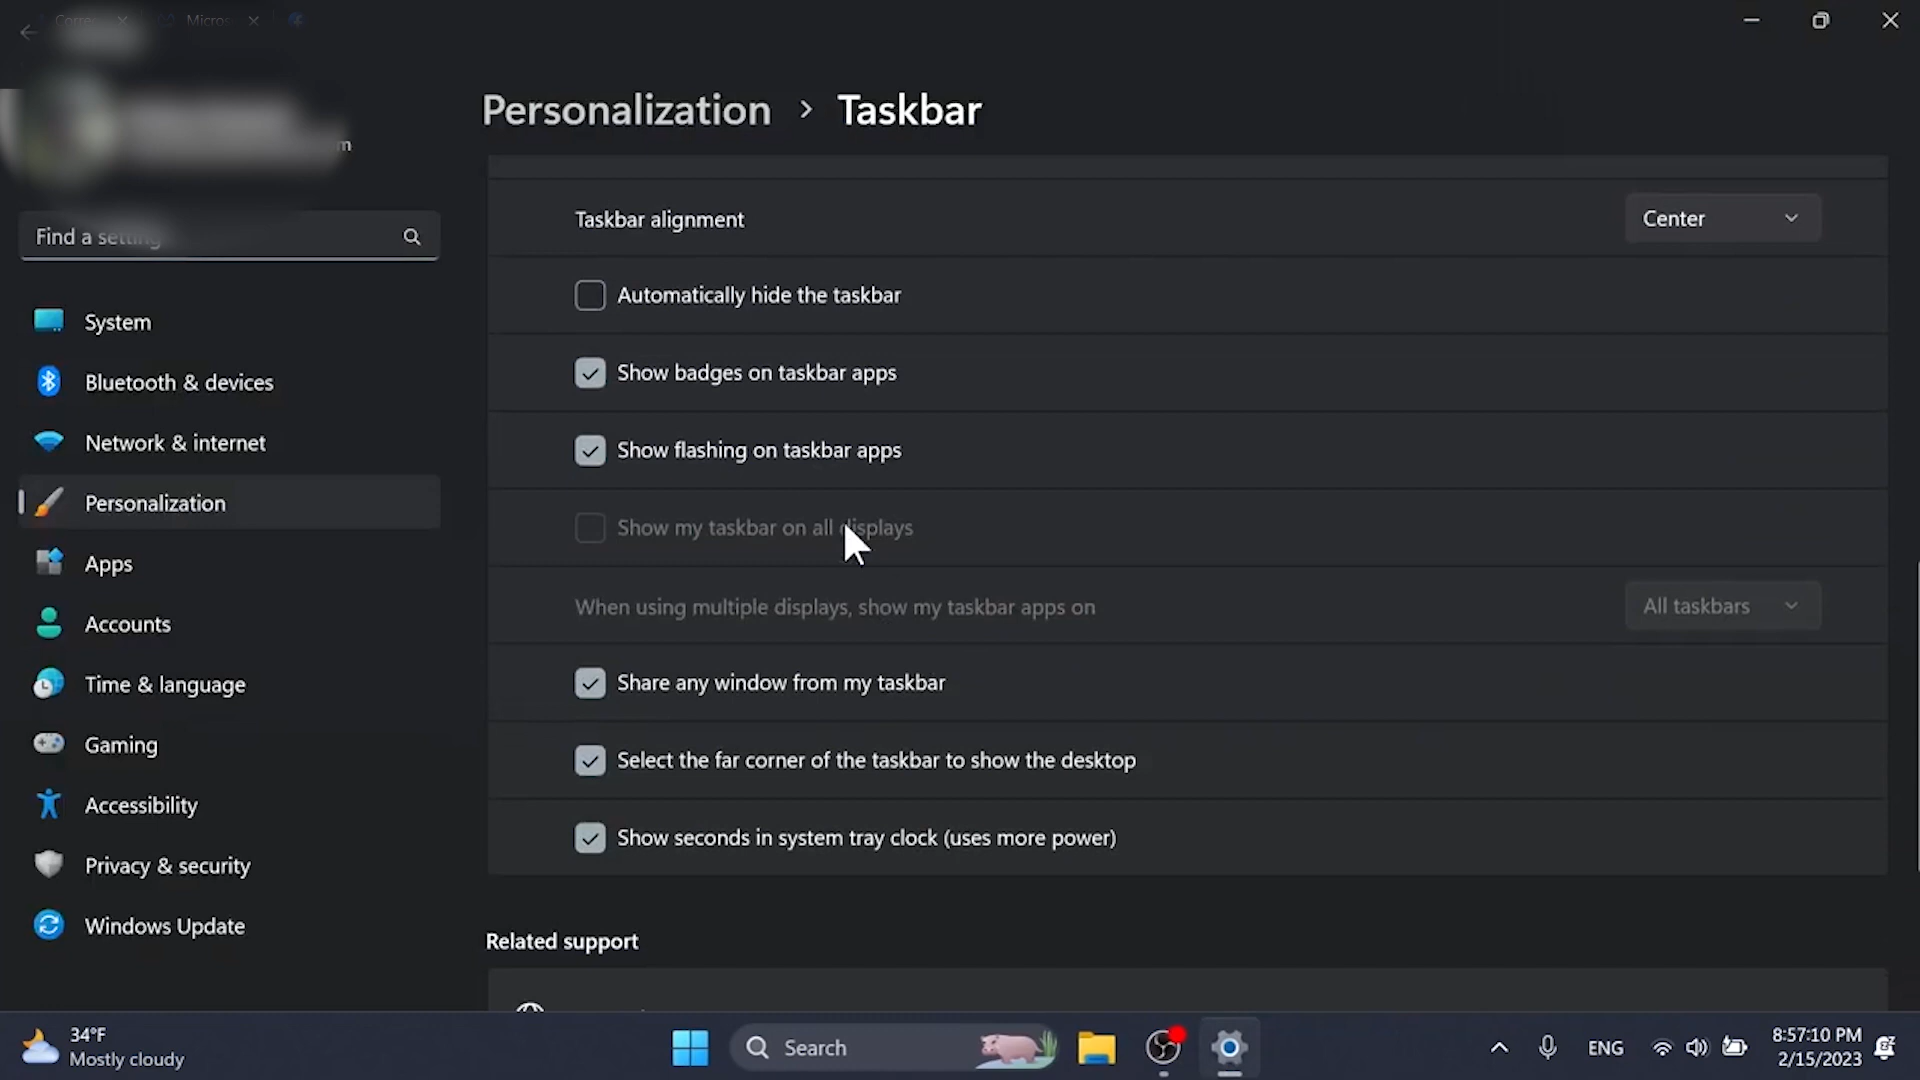 Micros
Personalization > Taskbar
m
Find a setting
System
Bluetooth & devices
Network & internet
Personalization
Apps
Accounts
Time & language
Gaming
Accessibility
Privacy & security
Windows Update
Taskbar alignment
Center
Automatically hide the taskbar
Show badges on taskbar apps
Show flashing on taskbar apps
Show my taskbar on all displays
When using multiple displays, show my taskbar apps on
All taskbars
Share any window from my taskbar
Select the far corner of the taskbar to show the desktop
Show seconds in system tray clock (uses more power)
Related support
34°F
Mostly cloudy
Search
ENG
8:57:10 PM
2/15/2023